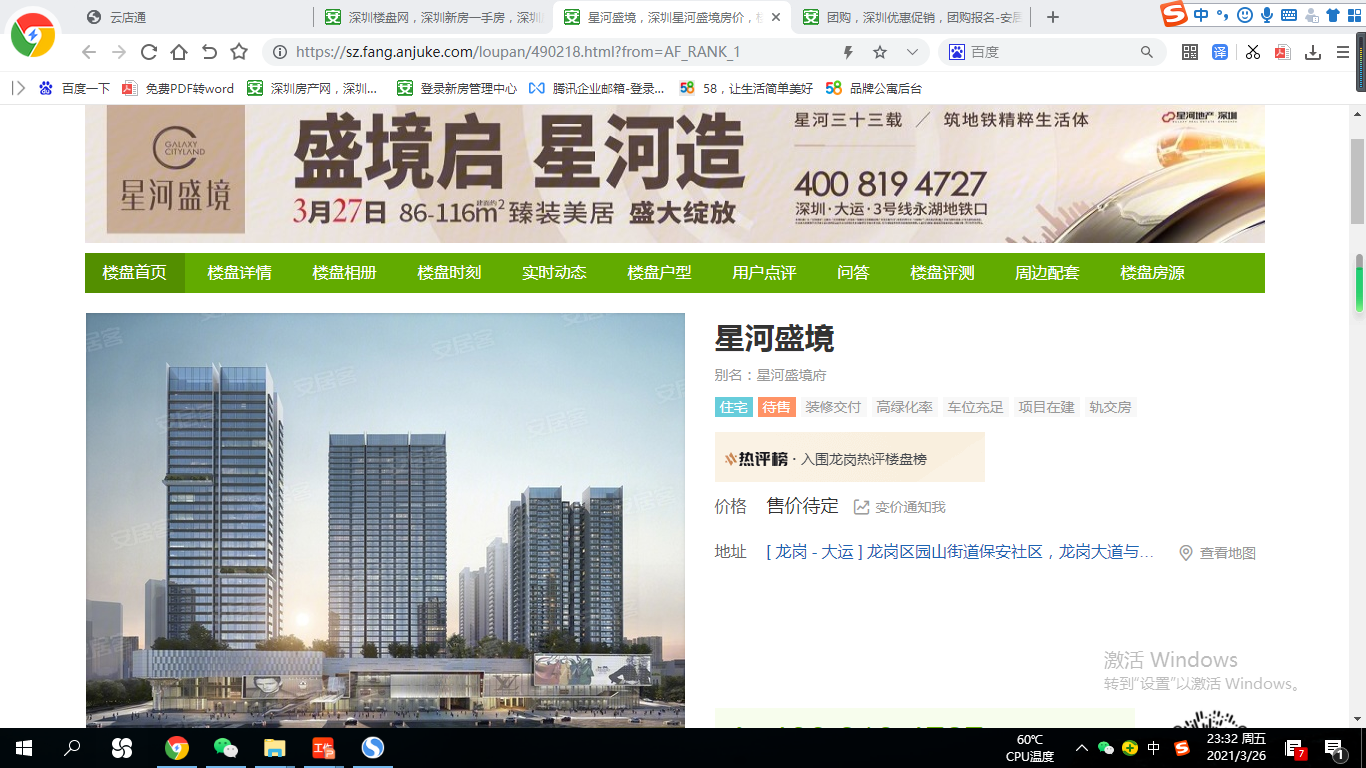 云店通
深圳楼盘网，深圳新房一手房，深圳
星河盛境，深圳星河盛境房价，
团购，深圳优惠促销，团购报名-安居
中
https://sz.fang.anjuke.com/loupan/490218.html?from=AF_RANK_1
百度
译
百度一下
免费PDF转word
深圳房产网，深圳...
登录新房管理中心
腾讯企业邮箱-登录...
58，让生活简单美好
品牌公寓后台
GALAXY
CITYLAND
星河盛境
盛境启 星河造
3月27日 86-116m² 建面约 臻装美居 盛大绽放
星河三十三载 ／ 筑地铁精粹生活体
400 819 4727
深圳·大运·3号线永湖地铁口
星河地产 深圳
楼盘首页 楼盘详情 楼盘相册 楼盘时刻 实时动态 楼盘户型 用户点评 问答 楼盘评测 周边配套 楼盘房源
安居客
星河盛境
别名：星河盛境府
住宅 待售 装修交付 高绿化率 车位充足 项目在建 轨交房
热评榜 · 入围龙岗热评楼盘榜
价格 售价待定 变价通知我
地址 [ 龙岗 - 大运 ] 龙岗区园山街道保安社区，龙岗大道与... 查看地图
激活 Windows
转到"设置"以激活 Windows。
60℃
CPU温度
中
23:32 周五
2021/3/26
7
1